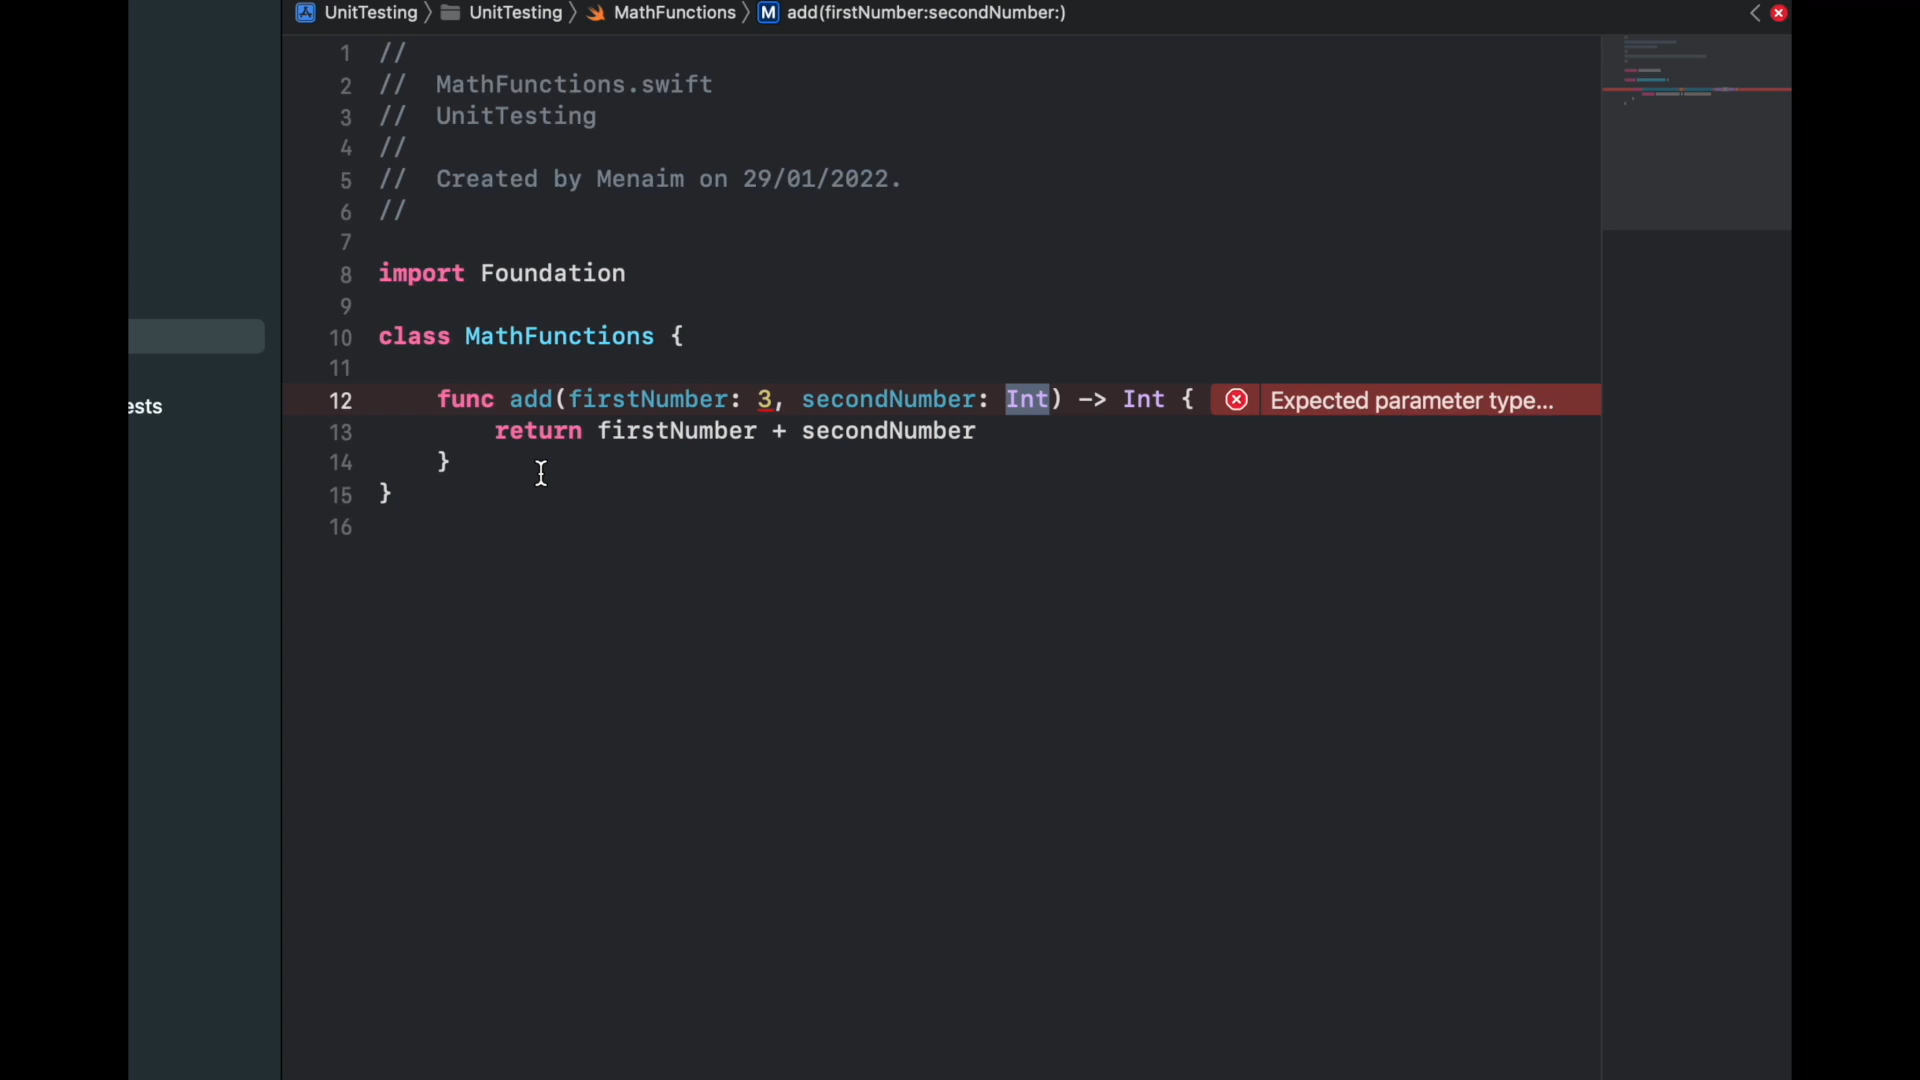 UnitTesting 〉 UnitTesting 〉 MathFunctions 〉 M add(firstNumber:secondNumber:)
1 //
2 //  MathFunctions.swift
3 //  UnitTesting
4 //
5 //  Created by Menaim on 29/01/2022.
6 //
7
8 import Foundation
9
10 class MathFunctions {
11
ests
12     func add(firstNumber: 3, secondNumber: Int) -> Int { Expected parameter type...
13         return firstNumber + secondNumber
14     }
15 }
16